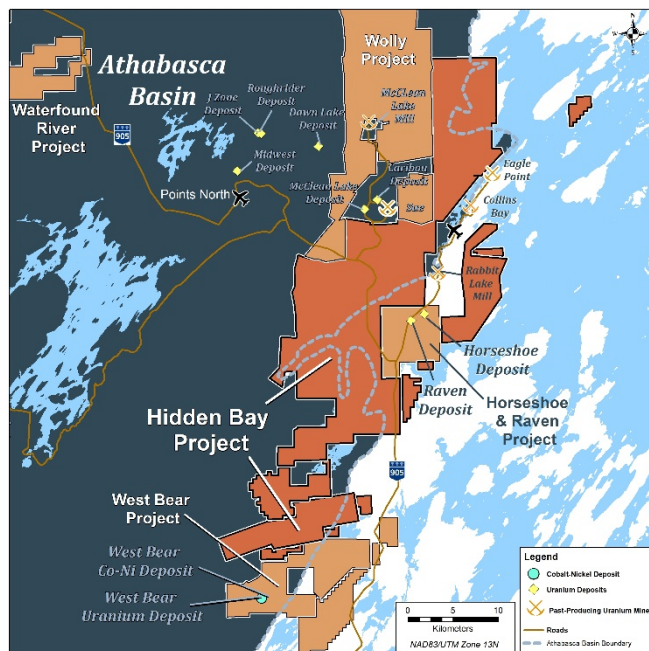 N
Athabasca
Basin
Wolly
Project
Waterfound
River Project
905
J Zone
Deposit
Roughrider
Deposit
Dawn Lake
Deposit
McClean
Lake
Mill
Midwest
Deposit
Points North
McClean Lake
Deposit
Caribou
Deposit
Sue
Eagle
Point
Collins
Bay
Rabbit
Lake
Mill
Horseshoe
Deposit
Raven
Deposit
Horseshoe
& Raven
Project
Hidden Bay
Project
905
West Bear
Project
West Bear
Co-Ni Deposit
West Bear
Uranium Deposit
Legend
Cobalt-Nickel Deposit
Uranium Deposits
Past-Producing Uranium Mine
Roads
Athabasca Basin Boundary
0 5 10
Kilometers
NAD83/UTM Zone 13N